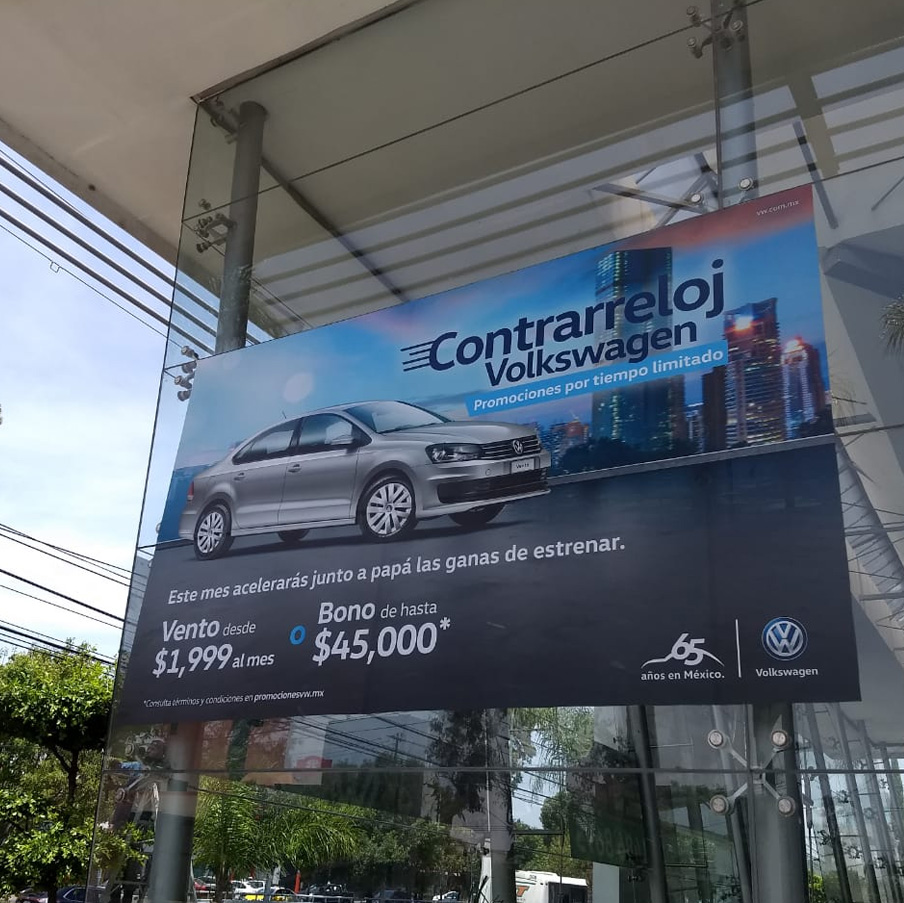 vw.com.mx
Contrarreloj
Volkswagen
Promociones por tiempo limitado
Vento
Este mes acelerarás junto a papá las ganas de estrenar.
Vento desde
$1,999 al mes
o
Bono de hasta
$45,000*
*Consulta términos y condiciones en promocionesvw.mx
65
años en México.
Volkswagen